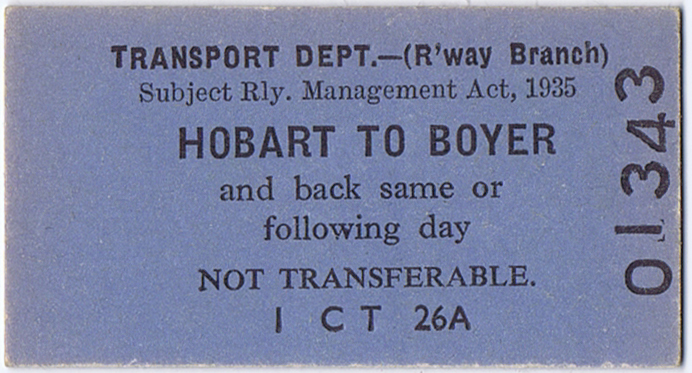 TRANSPORT DEPT.—(R'way Branch)
Subject Rly. Management Act, 1935
HOBART TO BOYER
and back same or
following day
NOT TRANSFERABLE.
1 C T 26A
01343